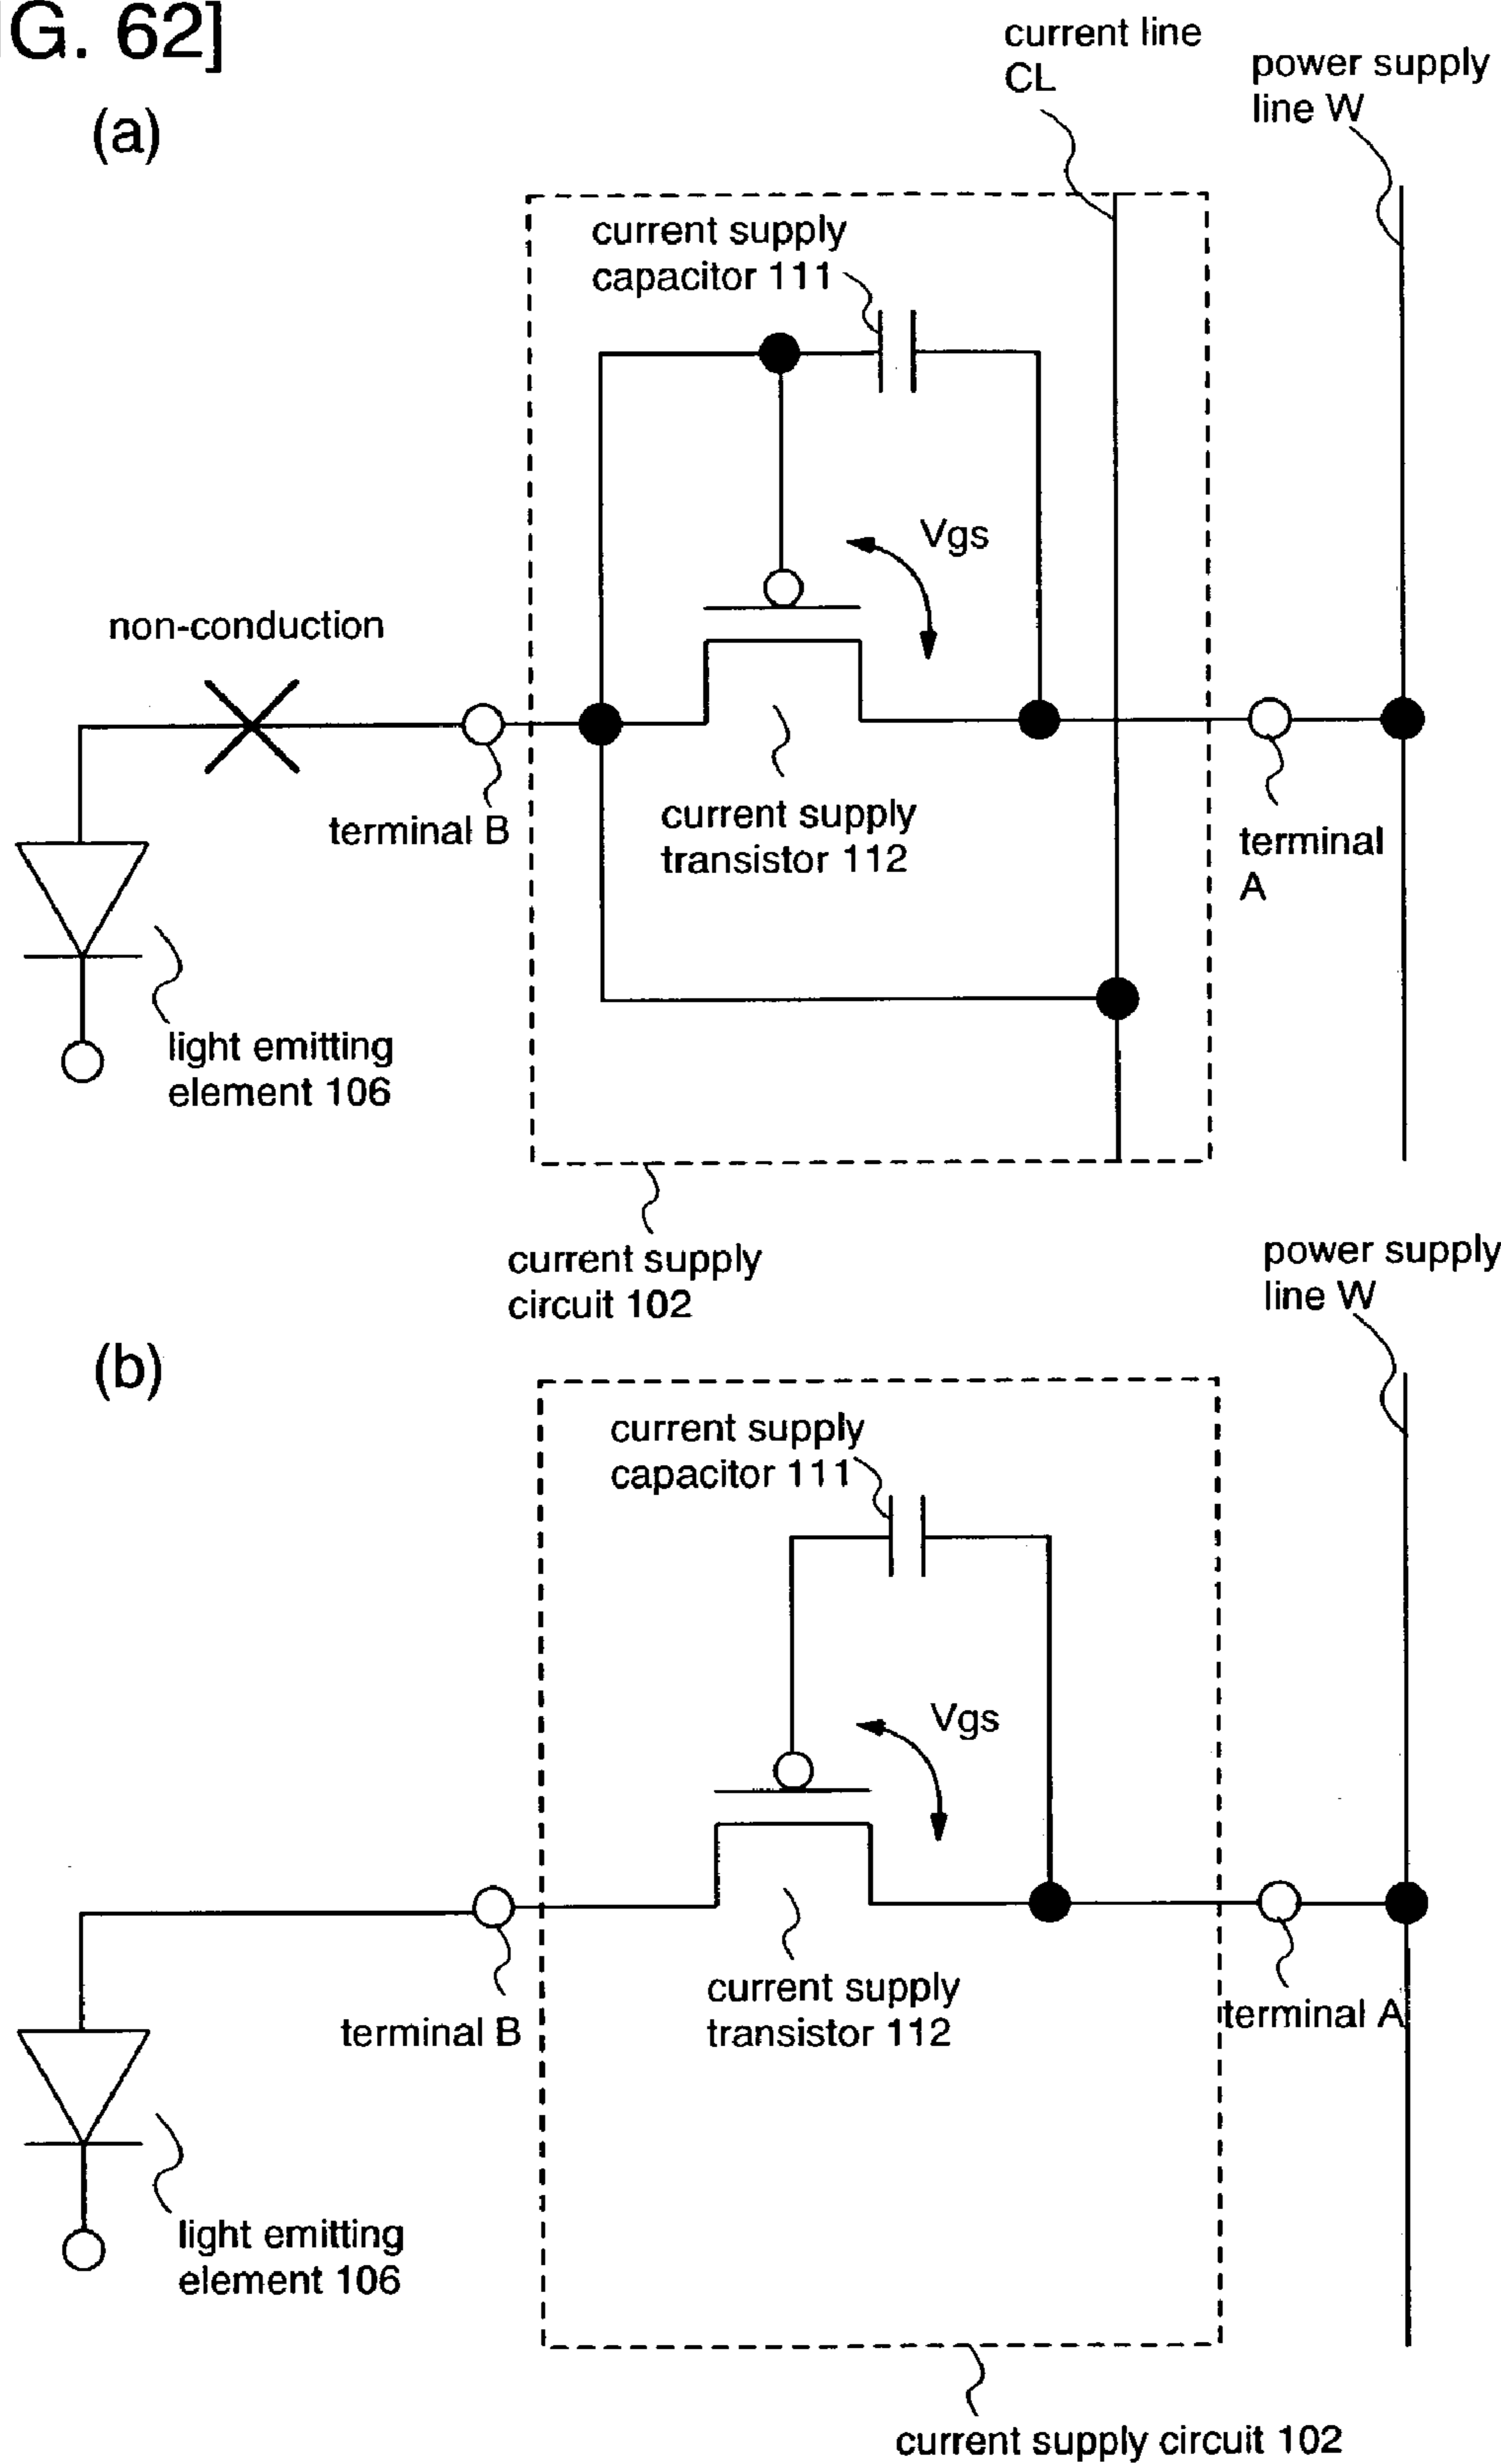 G. 62]
(a)
current line
CL
power supply
line W
current supply
capacitor 111
Vgs
non-conduction
terminal B
current supply
transistor 112
terminal
A
light emitting
element 106
current supply
circuit 102
power supply
line W
(b)
current supply
capacitor 111
Vgs
terminal B
current supply
transistor 112
terminal A
light emitting
element 106
current supply circuit 102